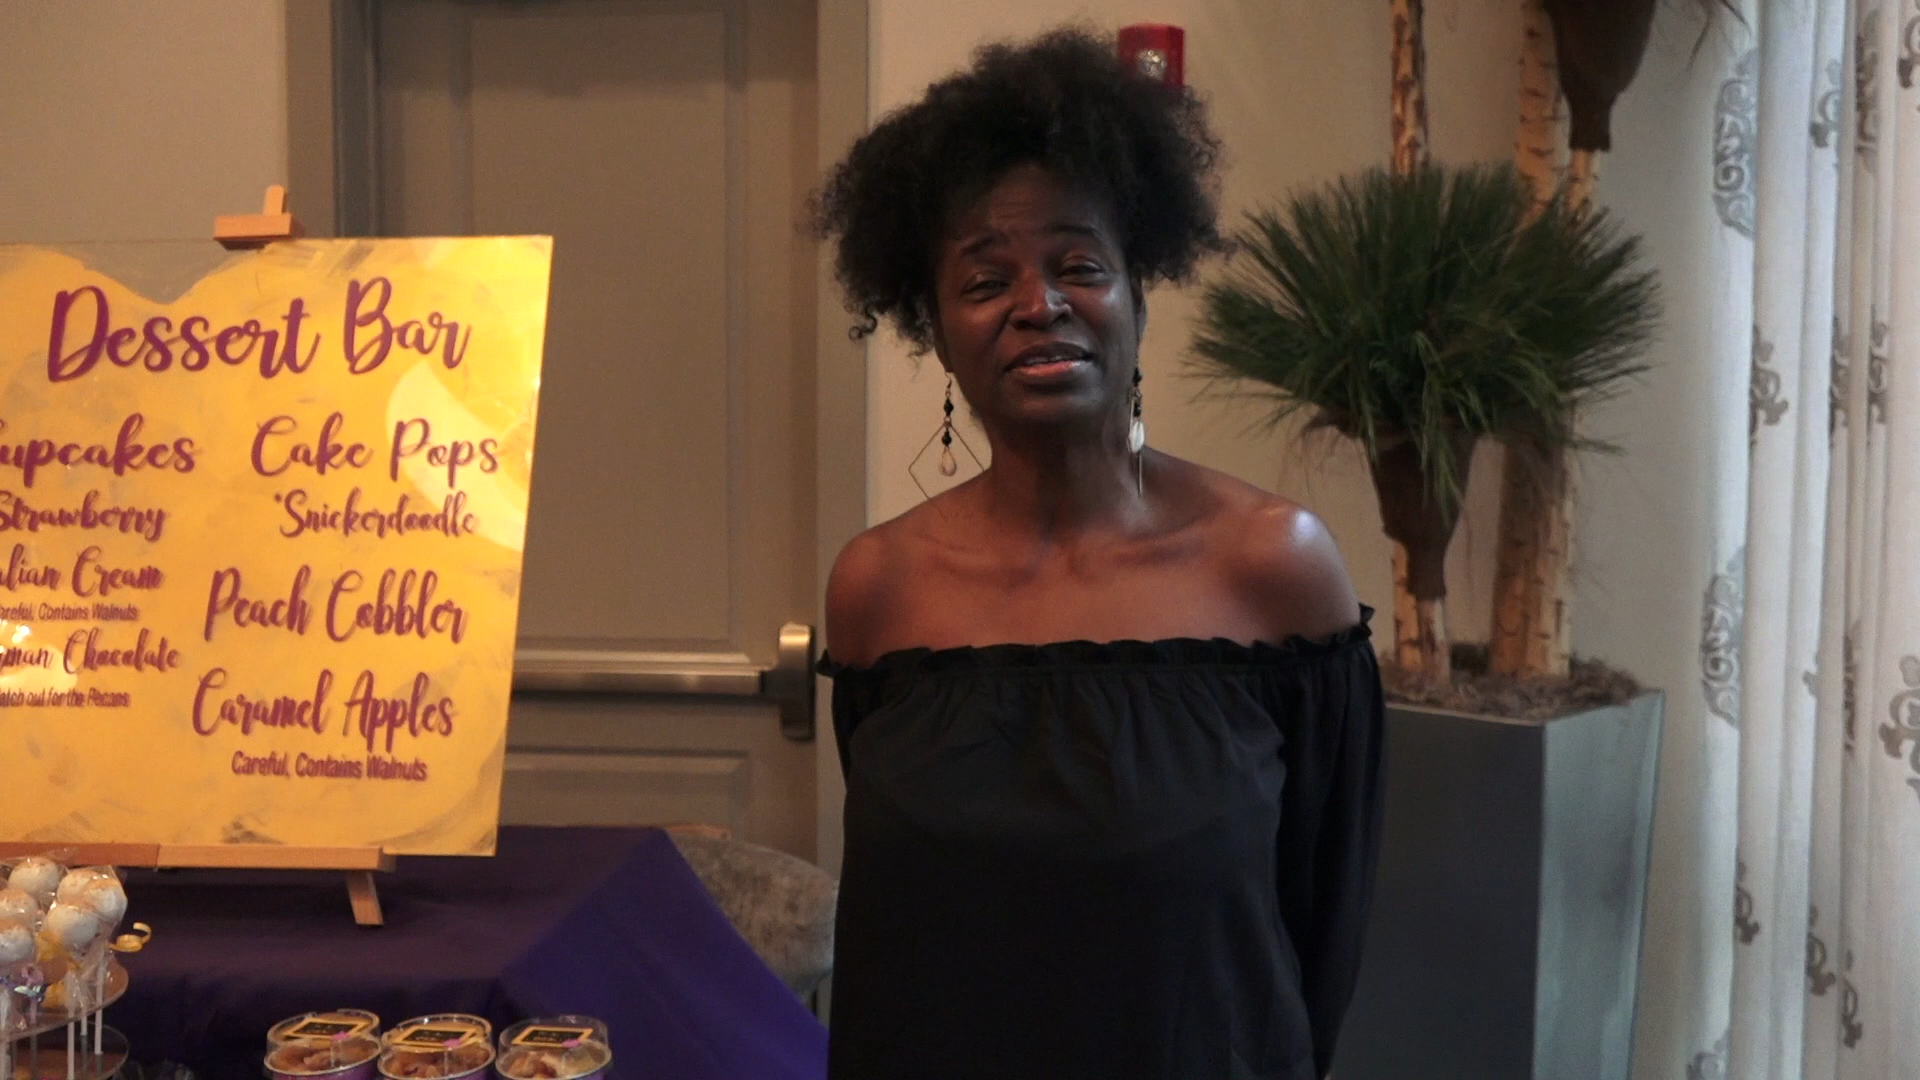 Dessert Bar
upcakes
Strawberry
lian Cream
areful, Contains Walnuts
man Chocolate
atch out for the Pecans
Cake Pops
*Snickerdoodle
Peach Cobbler
Caramel Apples
Careful, Contains Walnuts